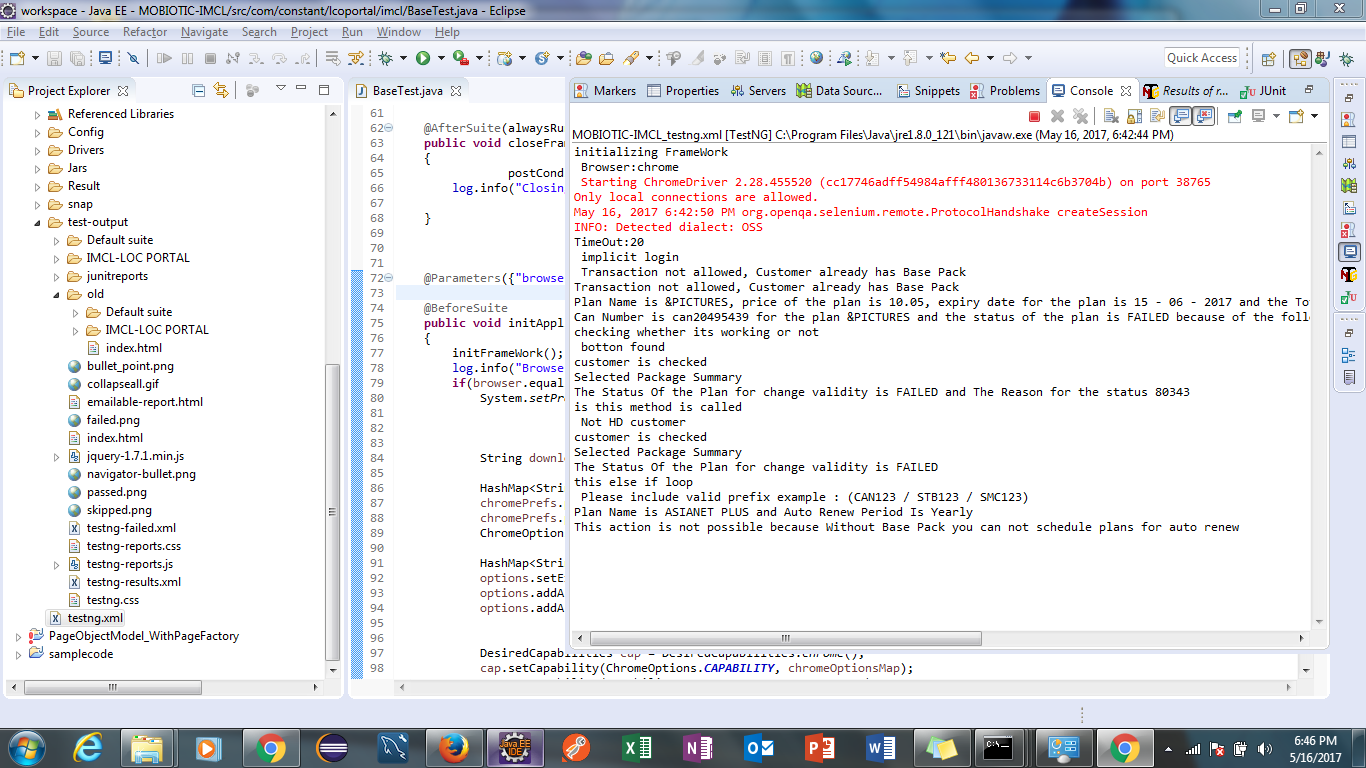 workspace - Java EE - MOBIOTIC-IMCL/src/com/constant/lcoportal/imcl/BaseTest.java - Eclipse
File Edit Source Refactor Navigate Search Project Run Window Help
Quick Access
Project Explorer
Referenced Libraries
Config
Drivers
Jars
Result
snap
test-output
Default suite
IMCL-LOC PORTAL
junitreports
old
Default suite
IMCL-LOC PORTAL
index.html
bullet_point.png
collapseall.gif
emailable-report.html
failed.png
index.html
jquery-1.7.1.min.js
navigator-bullet.png
passed.png
skipped.png
testng-failed.xml
testng-reports.css
testng-reports.js
testng-results.xml
testng.css
testng.xml
PageObjectModel_WithPageFactory
samplecode
BaseTest.java
61
62 @AfterSuite(alwaysRu
63 public void closeFram
64 {
65 postCond
66 log.info("Closin
67
68 }
69
70
71
72 @Parameters({"browse
73
74 @BeforeSuite
75 public void initAppl
76 {
77 initFrameWork();
78 log.info("Browse
79 if(browser.equal
80 System.setPr
81
82
83
84 String downlo
85
86 HashMap<Stri
87 chromePrefs.
88 chromePrefs.
89 ChromeOption
90
91 HashMap<Stri
92 options.setE
93 options.addA
94 options.addA
95
96
97 DesiredCapabilities cap = DesiredCapabilities.chrome();
98 cap.setCapability(ChromeOptions.CAPABILITY, chromeOptionsMap);
Markers Properties Servers Data Sourc... Snippets Problems Console Results of r... JUnit
MOBIOTIC-IMCL_testng.xml [TestNG] C:\Program Files\Java\jre1.8.0_121\bin\javaw.exe (May 16, 2017, 6:42:44 PM)
initializing FrameWork
Browser:chrome
Starting ChromeDriver 2.28.455520 (cc17746adff54984afff480136733114c6b3704b) on port 38765
Only local connections are allowed.
May 16, 2017 6:42:50 PM org.openqa.selenium.remote.ProtocolHandshake createSession
INFO: Detected dialect: OSS
TimeOut:20
implicit login
Transaction not allowed, Customer already has Base Pack
Transaction not allowed, Customer already has Base Pack
Plan Name is &PICTURES, price of the plan is 10.05, expiry date for the plan is 15 - 06 - 2017 and the To
Can Number is can20495439 for the plan &PICTURES and the status of the plan is FAILED because of the foll
checking whether its working or not
botton found
customer is checked
Selected Package Summary
The Status Of the Plan for change validity is FAILED and The Reason for the status 80343
is this method is called
Not HD customer
customer is checked
Selected Package Summary
The Status Of the Plan for change validity is FAILED
this else if loop
Please include valid prefix example : (CAN123 / STB123 / SMC123)
Plan Name is ASIANET PLUS and Auto Renew Period Is Yearly
This action is not possible because Without Base Pack you can not schedule plans for auto renew
Java EE IDE
6:46 PM
5/16/2017